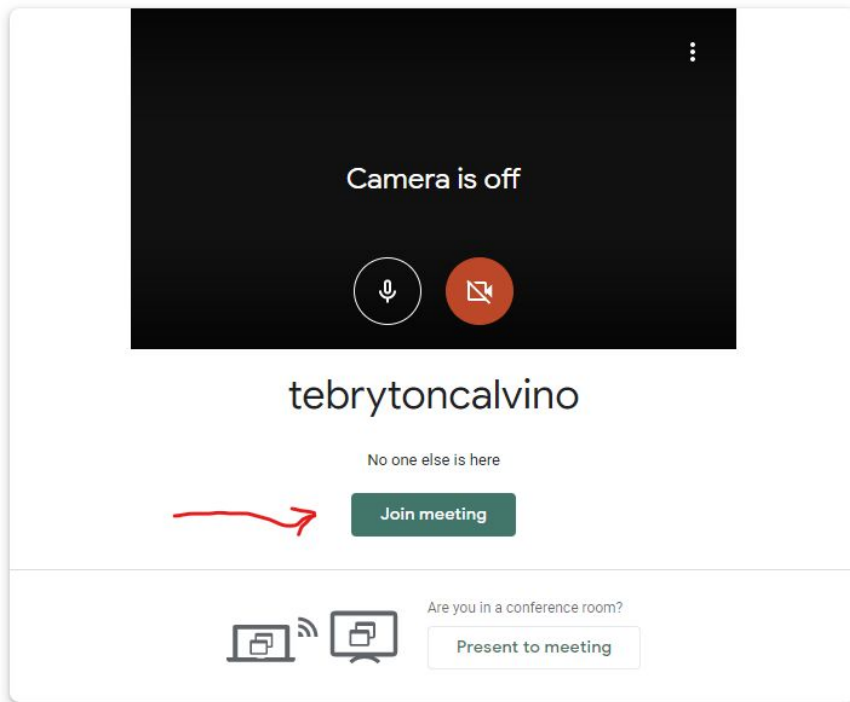 Camera is off
tebrytoncalvino
No one else is here
Join meeting
Are you in a conference room?
Present to meeting